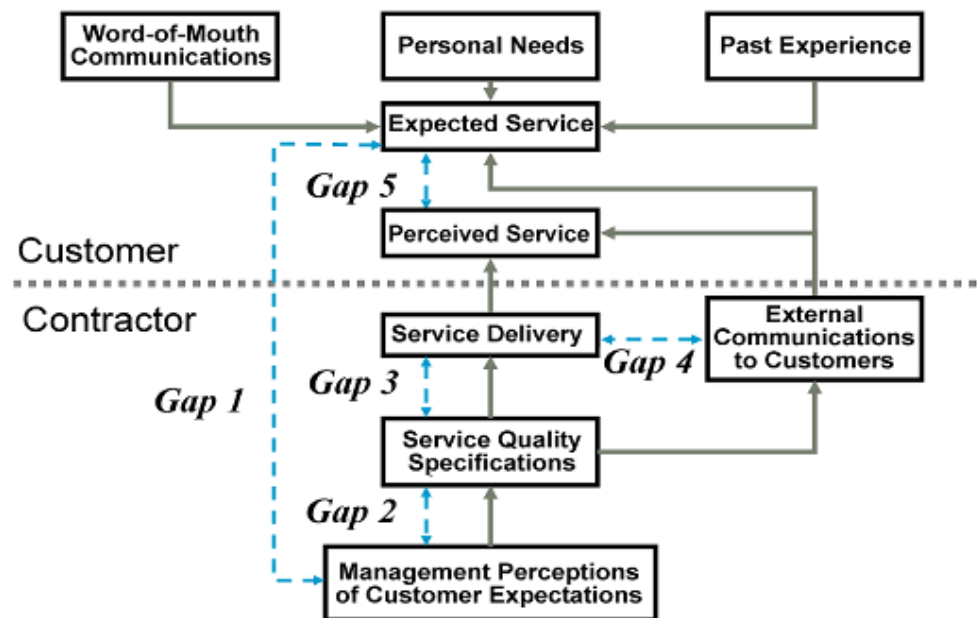 Word-of-Mouth
Communications
Personal Needs
Past Experience
Expected Service
Gap 5
Perceived Service
Customer
Contractor
Service Delivery
External
Communications
to Customers
Gap 4
Gap 3
Gap 1
Service Quality
Specifications
Gap 2
Management Perceptions
of Customer Expectations